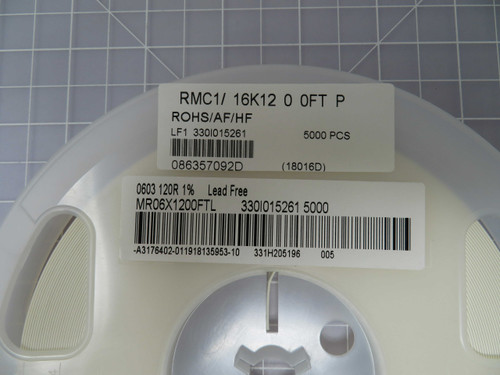 RMC1/ 16K12 0 0FT P
ROHS/AF/HF
LF1 330I015261 5000 PCS
086357092D (18016D)
0603 120R 1% Lead Free
MR06X1200FTL 330I015261 5000
-A3176402-011918135953-10 331H205196 005